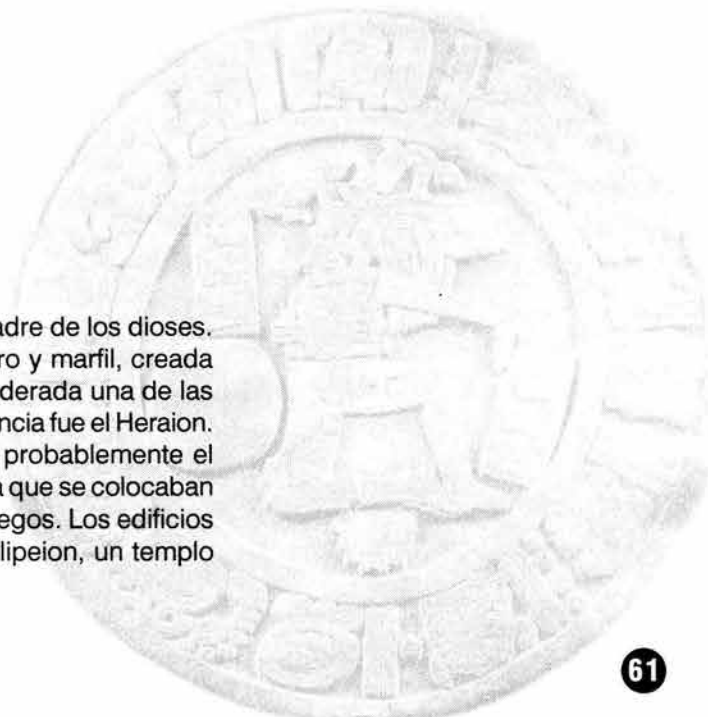 adre de los dioses.
ro y marfil, creada
derada una de las
ncia fue el Heraion.
probablemente el
a que se colocaban
egos. Los edificios
lipeion, un templo
61